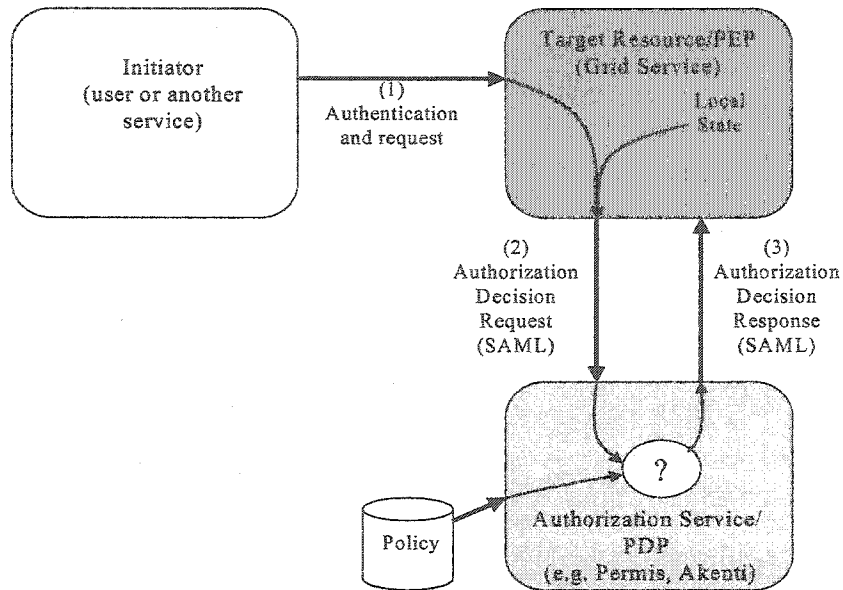 Initiator
(user or another
service)
(1)
Authentication
and request
Target Resource/PEP
(Grid Service)
Local
State
(2)
Authorization
Decision
Request
(SAML)
(3)
Authorization
Decision
Response
(SAML)
?
Policy
Authorization Service/
PDP
(e.g. Permis, Akenti)